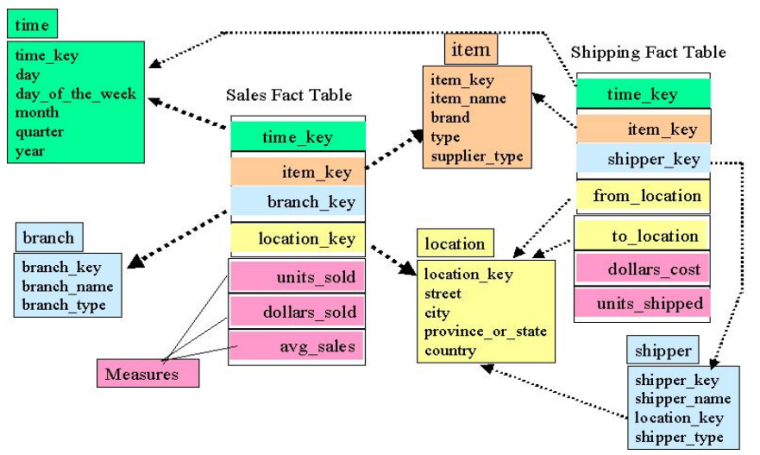 time
time_key
day
day_of_the_week
month
quarter
year
Sales Fact Table
time_key
item_key
branch_key
location_key
units_sold
dollars_sold
avg_sales
Measures
branch
branch_key
branch_name
branch_type
item
item_key
item_name
brand
type
supplier_type
location
location_key
street
city
province_or_state
country
Shipping Fact Table
time_key
item_key
shipper_key
from_location
to_location
dollars_cost
units_shipped
shipper
shipper_key
shipper_name
location_key
shipper_type